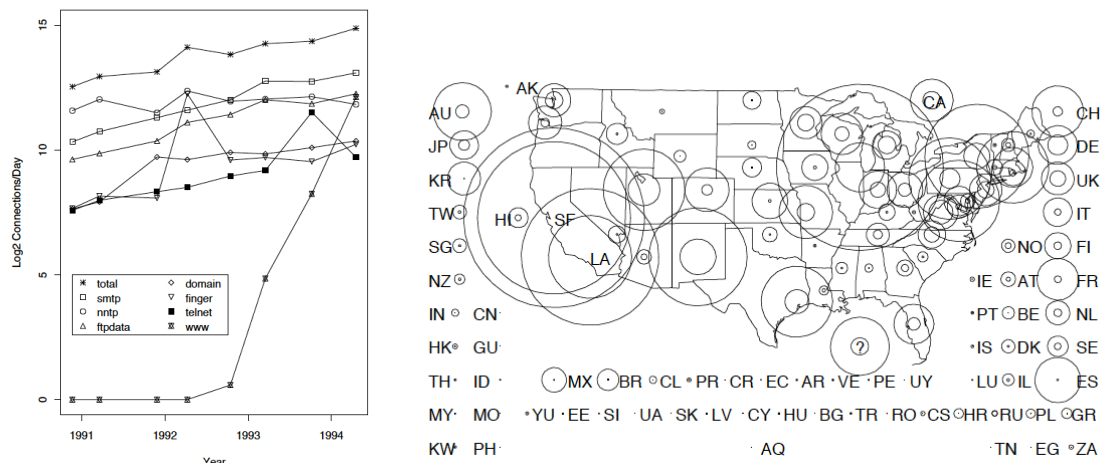 15
10
5
0
Log2 Connections/Day
total
smtp
nntp
ftpdata
domain
finger
telnet
www
1991
1992
1993
1994
Year
AK
CA
AU CH
JP DE
KR UK
TW HI SF IT
SG LA NO FI
NZ IE AT FR
IN CN PT BE NL
HK GU ? IS DK SE
TH ID MX BR CL PR CR EC AR VE PE UY LU IL ES
MY MO YU EE SI UA SK LV CY HU BG TR RO CS HR RU PL GR
KW PH AQ TN EG ZA